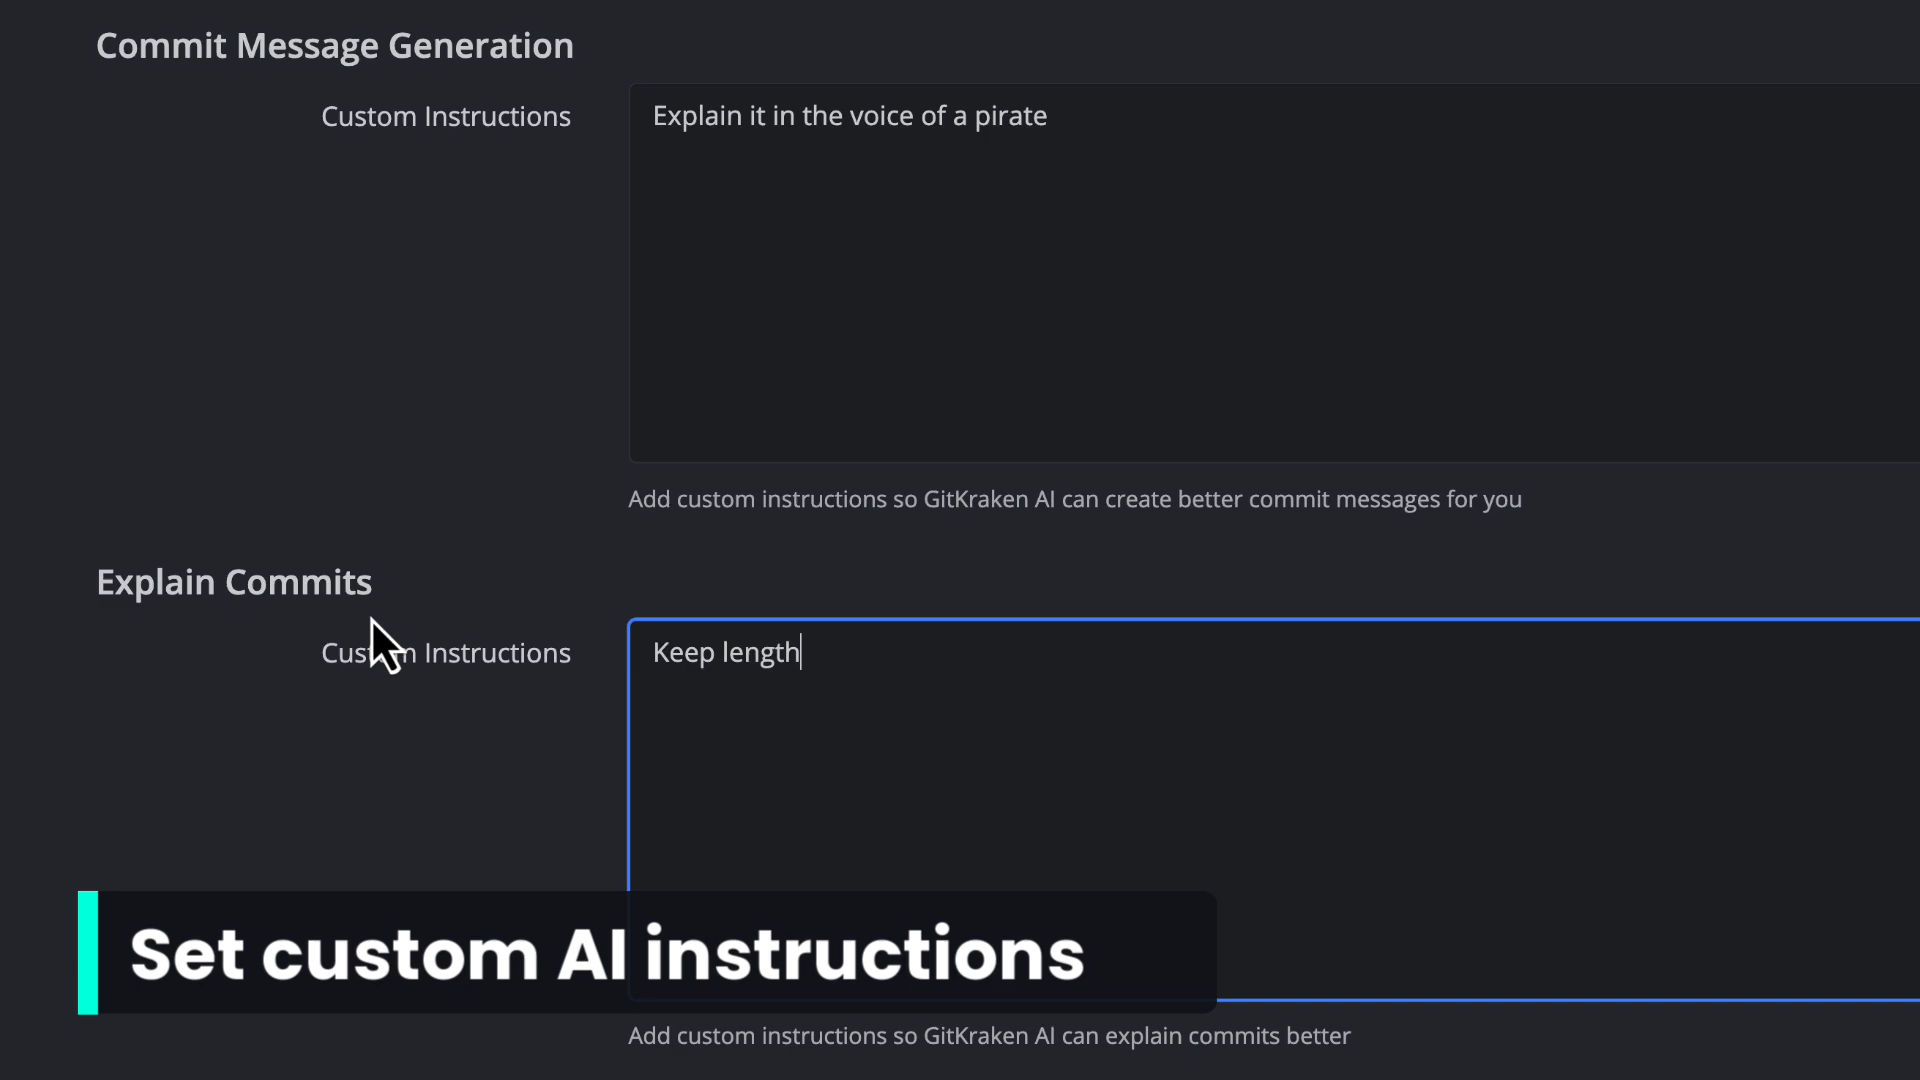 Commit Message Generation
Custom Instructions
Explain it in the voice of a pirate
Add custom instructions so GitKraken AI can create better commit messages for you
Explain Commits
Custom Instructions
Keep length
Set custom AI instructions
Add custom instructions so GitKraken AI can explain commits better